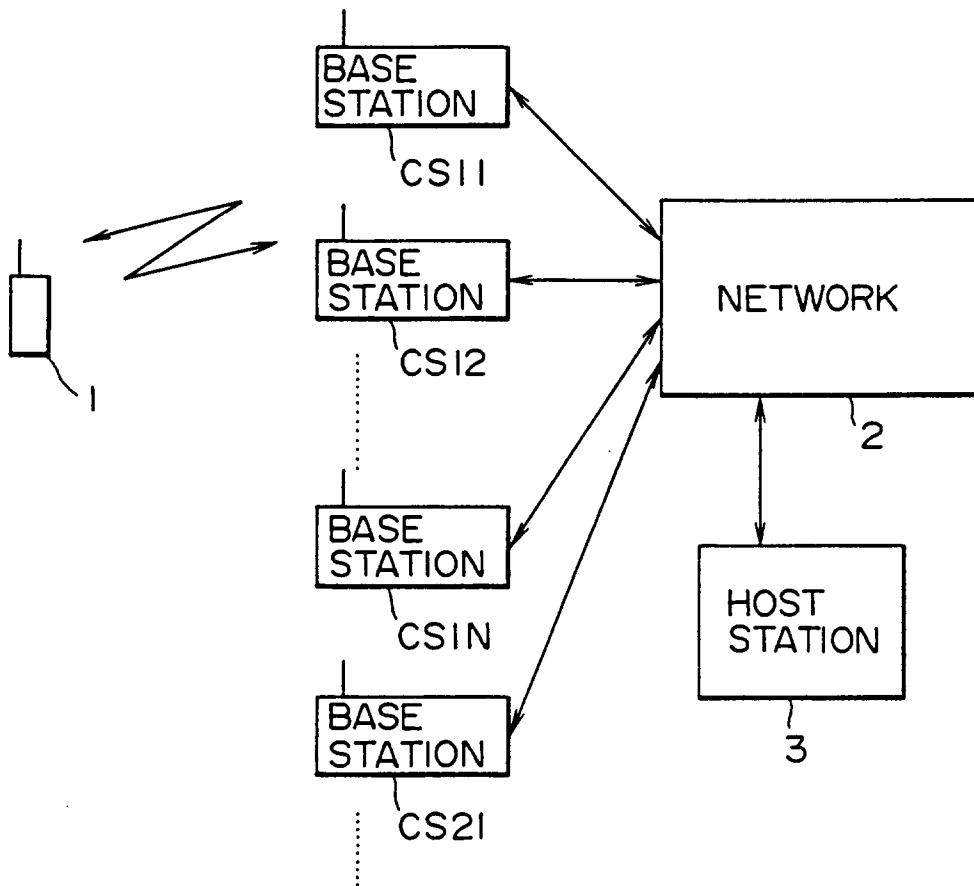 BASE
STATION
CS11
BASE
STATION
CS12
1
NETWORK
2
BASE
STATION
CS1N
HOST
STATION
3
BASE
STATION
CS21